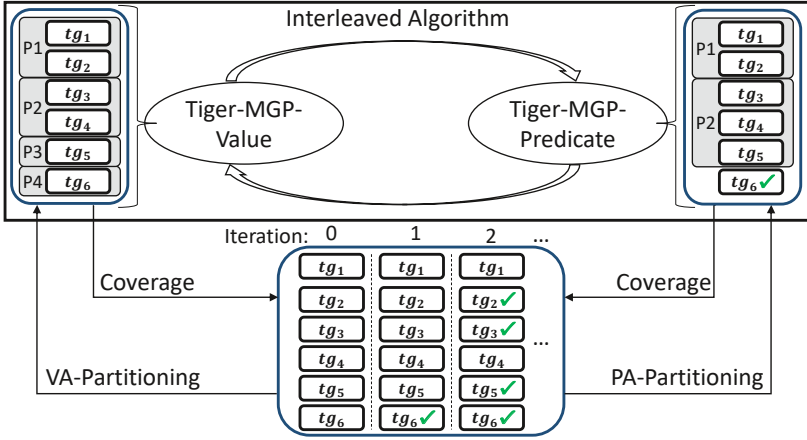 Interleaved Algorithm
P1
tg1
tg2
P2
tg3
tg4
P3
tg5
P4
tg6
Tiger-MGP-
Value
Tiger-MGP-
Predicate
P1
tg1
tg2
P2
tg3
tg4
tg5
tg6 ✓
Iteration: 0 1 2 ...
tg1 tg1 tg1
tg2 tg2 tg2 ✓
tg3 tg3 tg3 ✓
...
tg4 tg4 tg4
tg5 tg5 tg5 ✓
tg6 tg6 ✓ tg6 ✓
Coverage
Coverage
VA-Partitioning
PA-Partitioning